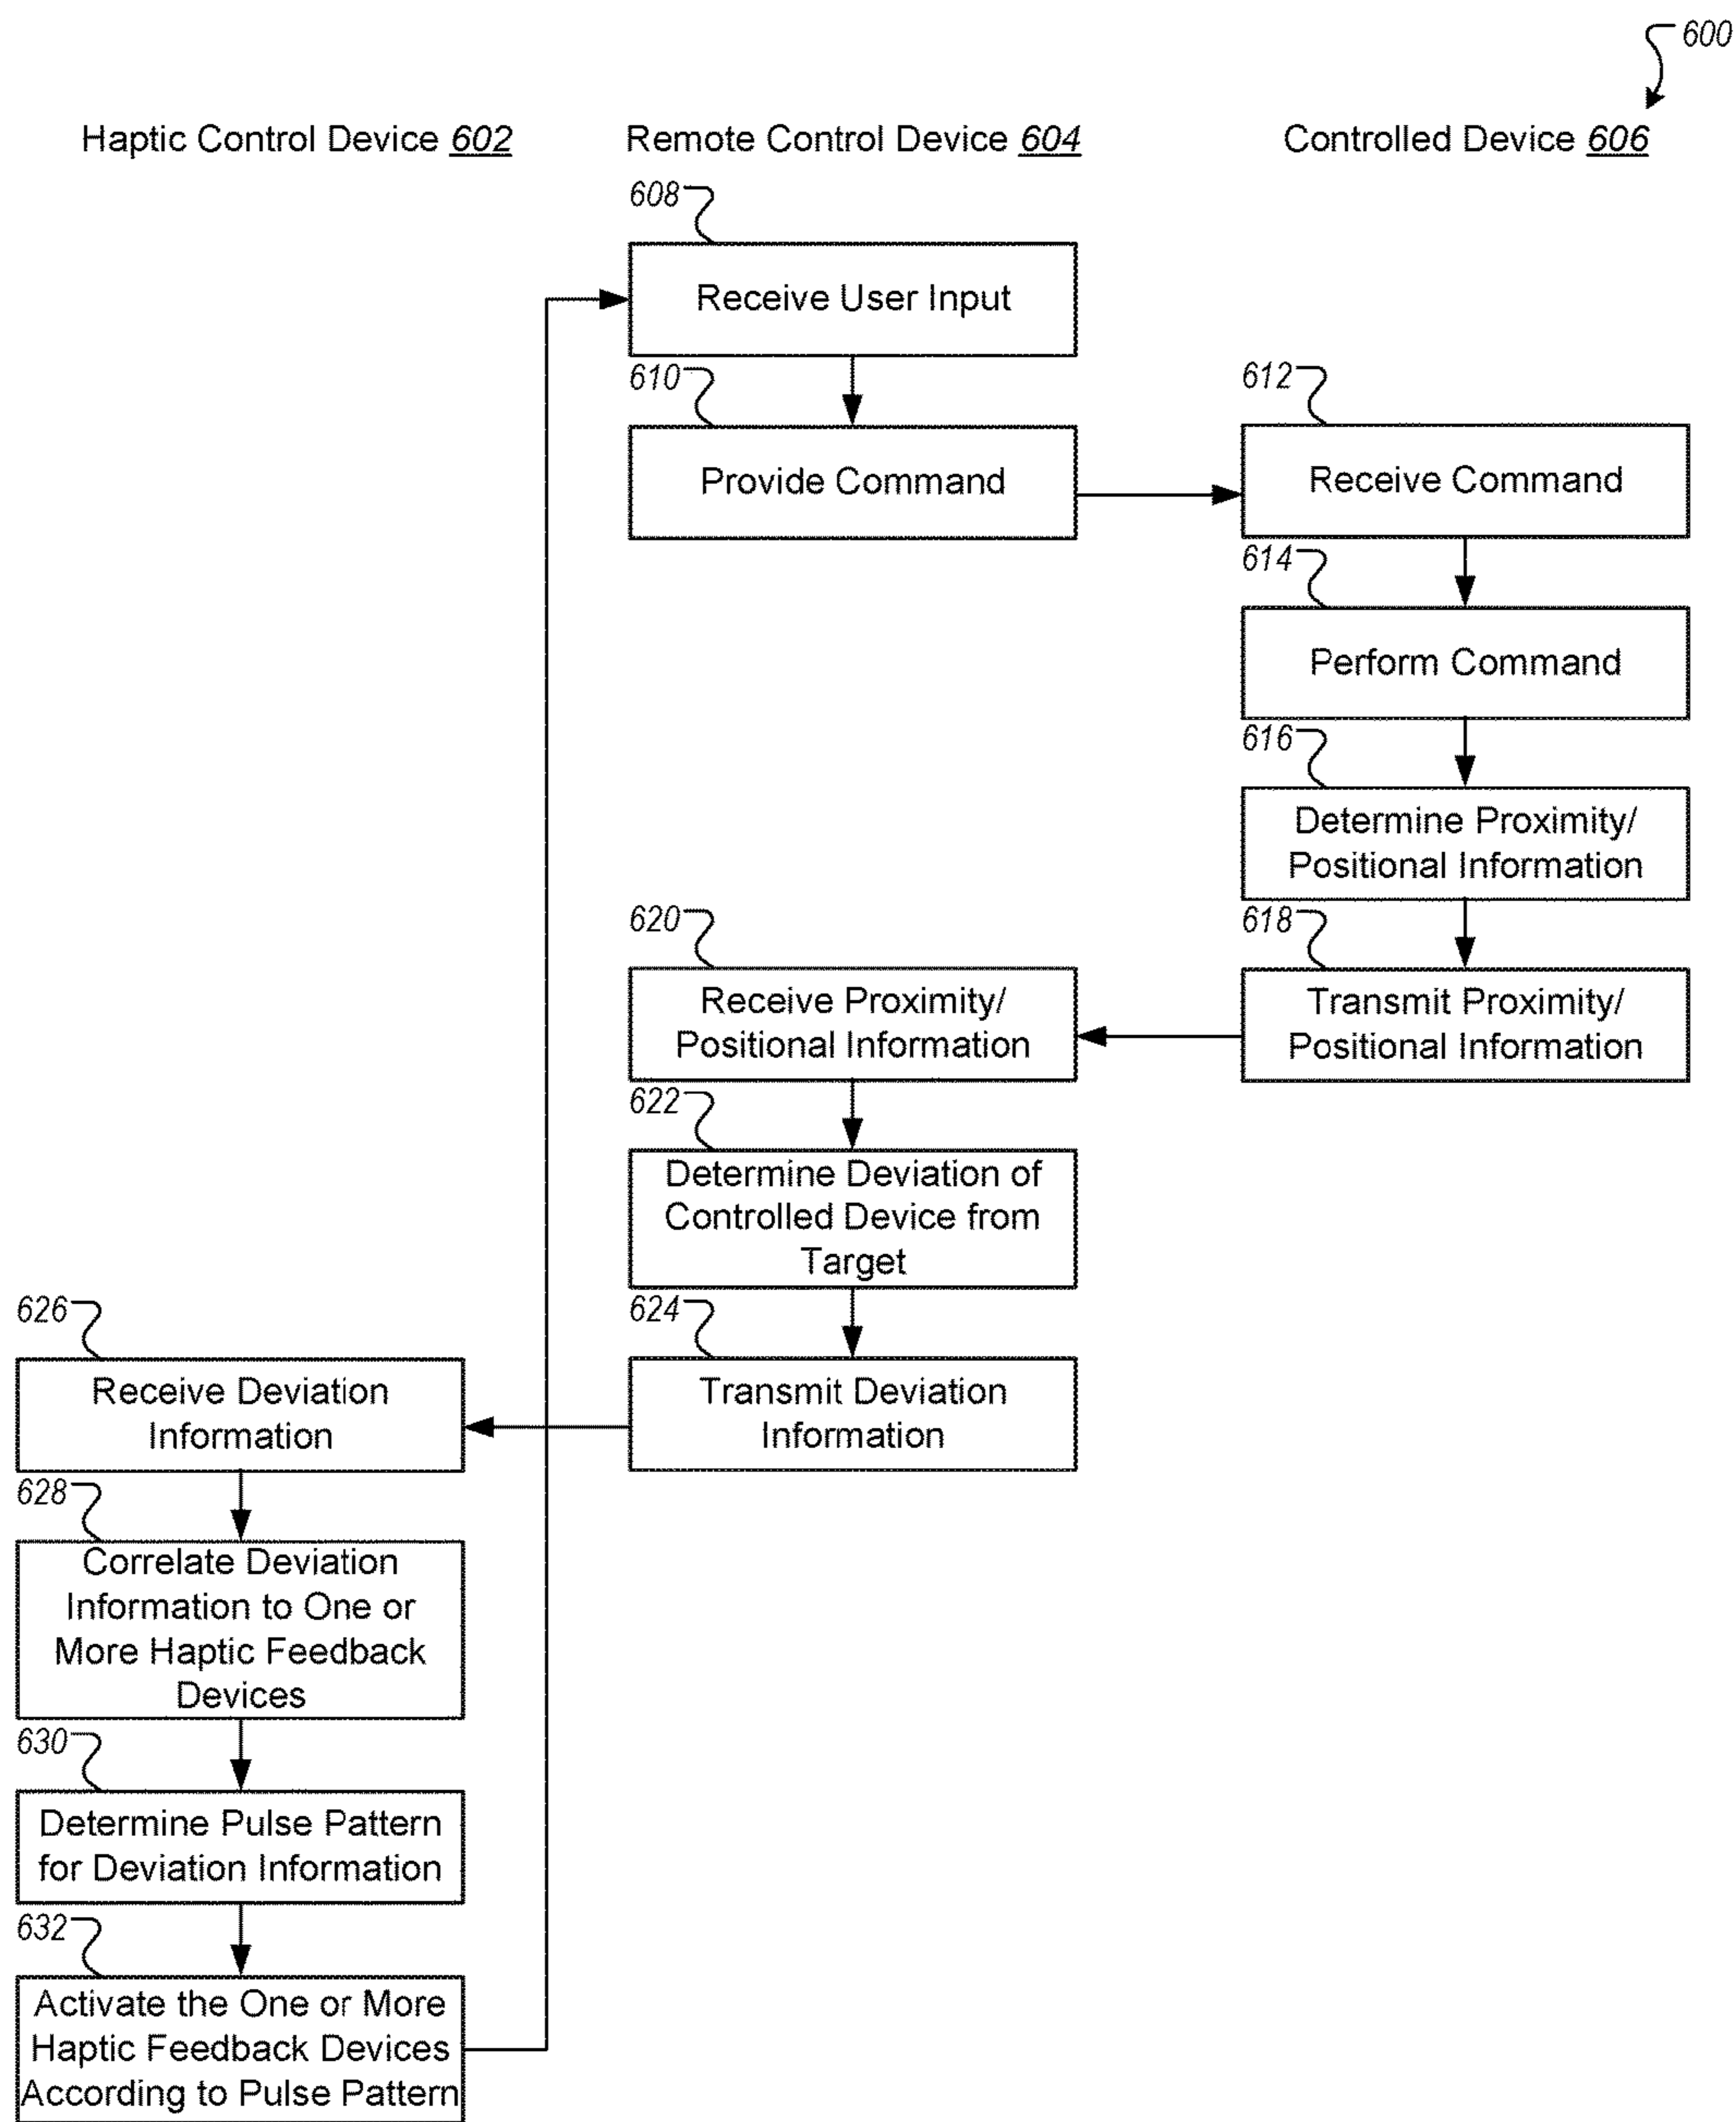 600
Haptic Control Device 602
Remote Control Device 604
Controlled Device 606
608
Receive User Input
610
Provide Command
612
Receive Command
614
Perform Command
616
Determine Proximity/
Positional Information
618
Transmit Proximity/
Positional Information
620
Receive Proximity/
Positional Information
622
Determine Deviation of
Controlled Device from
Target
624
Transmit Deviation
Information
626
Receive Deviation
Information
628
Correlate Deviation
Information to One or
More Haptic Feedback
Devices
630
Determine Pulse Pattern
for Deviation Information
632
Activate the One or More
Haptic Feedback Devices
According to Pulse Pattern